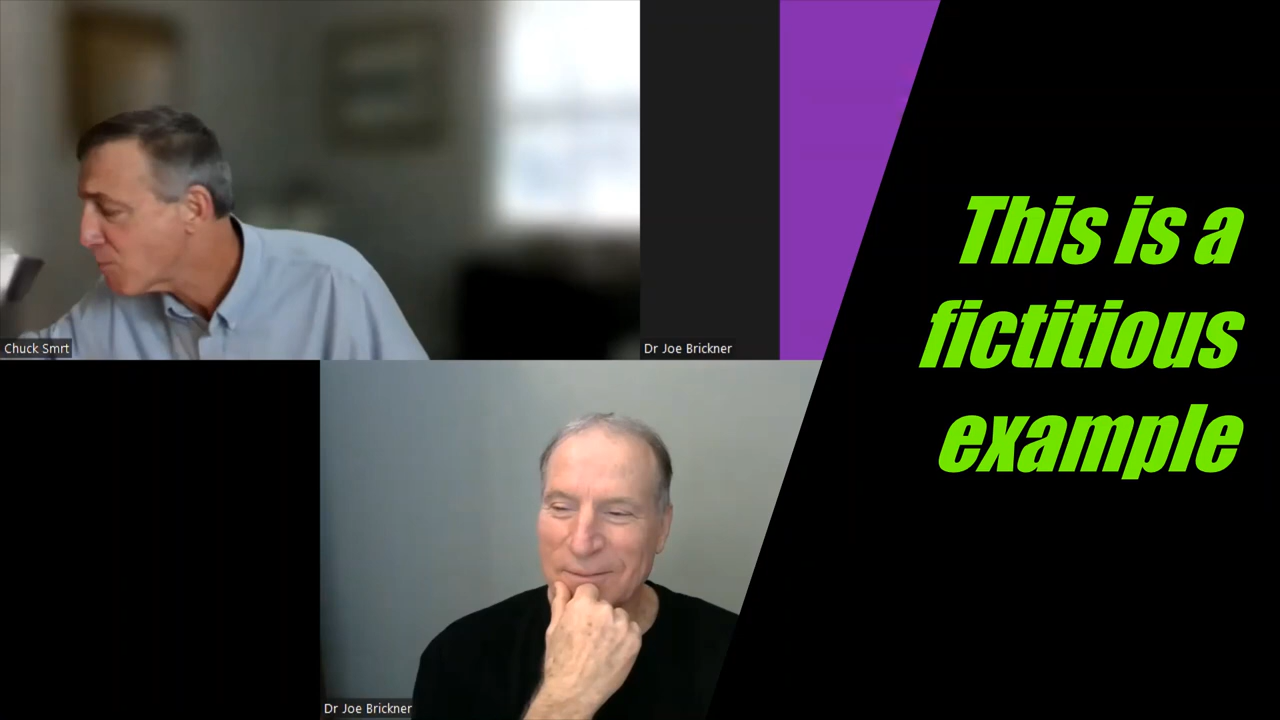 Chuck Smrt
Dr Joe Brickner
This is a
fictitious
example
Dr Joe Brickner